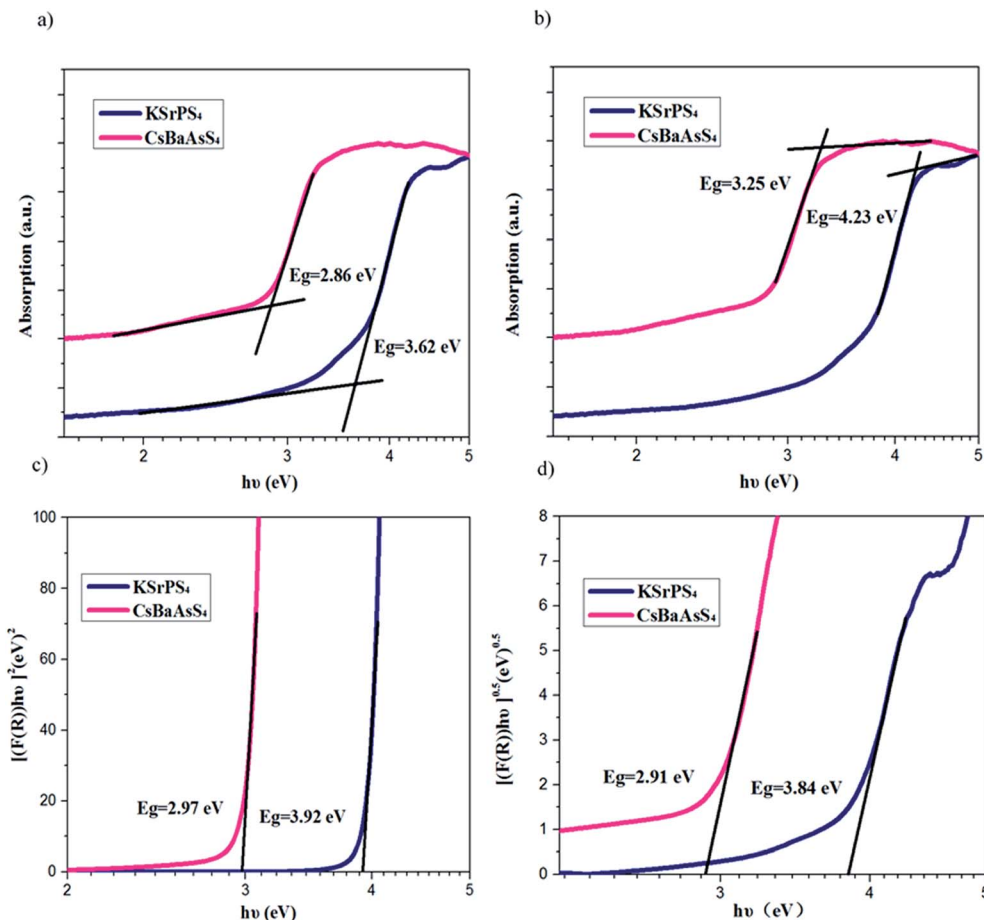 a)
b)
KSrPS₄
CsBaAsS₄
Eg=2.86 eV
Eg=3.62 eV
Absorption (a.u.)
2
3
4
5
hυ (eV)
KSrPS₄
CsBaAsS₄
Eg=3.25 eV
Eg=4.23 eV
Absorption (a.u.)
2
3
4
5
hυ (eV)
c)
d)
100
80
60
40
20
0
[(F(R))hυ]²(eV)²
KSrPS₄
CsBaAsS₄
Eg=2.97 eV
Eg=3.92 eV
2
3
4
5
hυ (eV)
8
7
6
5
4
3
2
1
0
[(F(R))hυ]⁰·⁵(eV)⁰·⁵
KSrPS₄
CsBaAsS₄
Eg=2.91 eV
Eg=3.84 eV
3
4
5
hυ（eV）